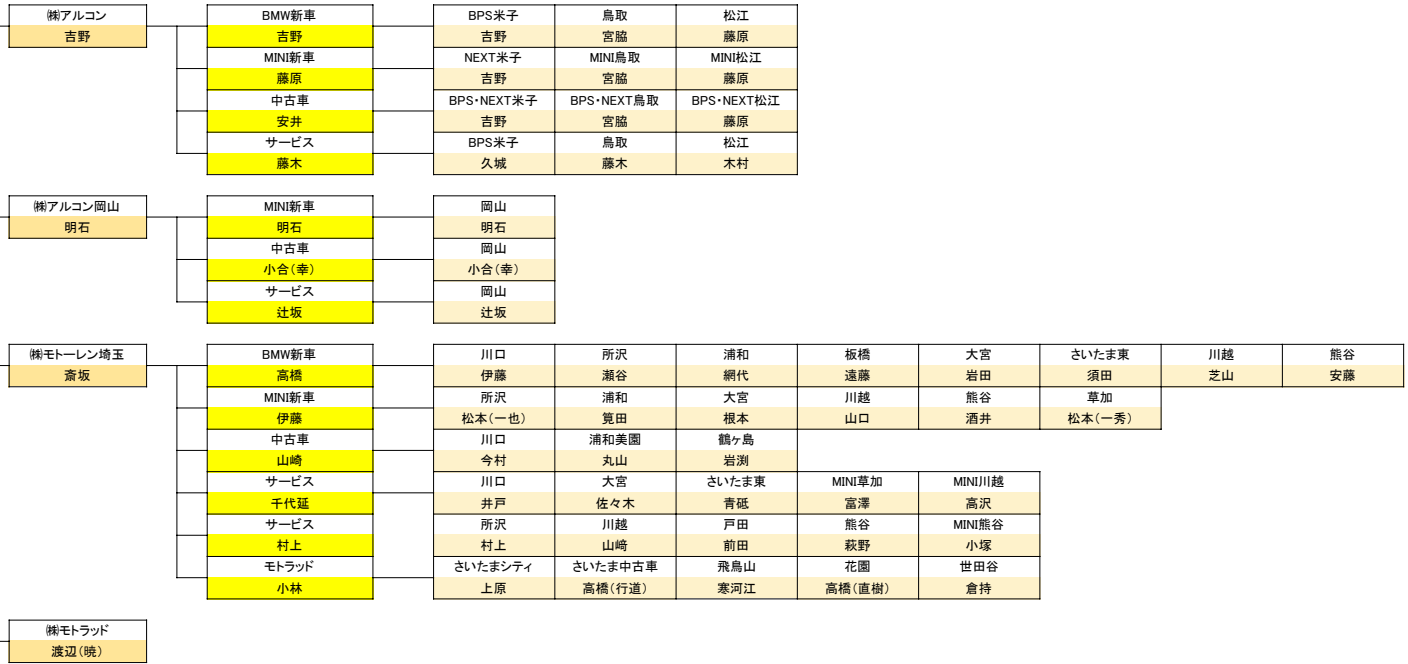 ㈱アルコン BMW新車 BPS米子 鳥取 松江
吉野 吉野 吉野 宮脇 藤原
MINI新車 NEXT米子 MINI鳥取 MINI松江
藤原 吉野 宮脇 藤原
中古車 BPS・NEXT米子 BPS・NEXT鳥取 BPS・NEXT松江
安井 吉野 宮脇 藤原
サービス BPS米子 鳥取 松江
藤木 久城 藤木 木村
㈱アルコン岡山 MINI新車 岡山
明石 明石 明石
中古車 岡山
小合(幸) 小合(幸)
サービス 岡山
辻坂 辻坂
㈱モトーレン埼玉 BMW新車 川口 所沢 浦和 板橋 大宮 さいたま東 川越 熊谷
斎坂 高橋 伊藤 瀬谷 網代 遠藤 岩田 須田 芝山 安藤
MINI新車 所沢 浦和 大宮 川越 熊谷 草加
伊藤 松本(一也) 筧田 根本 山口 酒井 松本(一秀)
中古車 川口 浦和美園 鶴ヶ島
山崎 今村 丸山 岩渕
サービス 川口 大宮 さいたま東 MINI草加 MINI川越
千代延 井戸 佐々木 青砥 富澤 高沢
サービス 所沢 川越 戸田 熊谷 MINI熊谷
村上 村上 山﨑 前田 萩野 小塚
モトラッド さいたまシティ さいたま中古車 飛鳥山 花園 世田谷
小林 上原 高橋(行道) 寒河江 高橋(直樹) 倉持
㈱モトラッド
渡辺(暁)